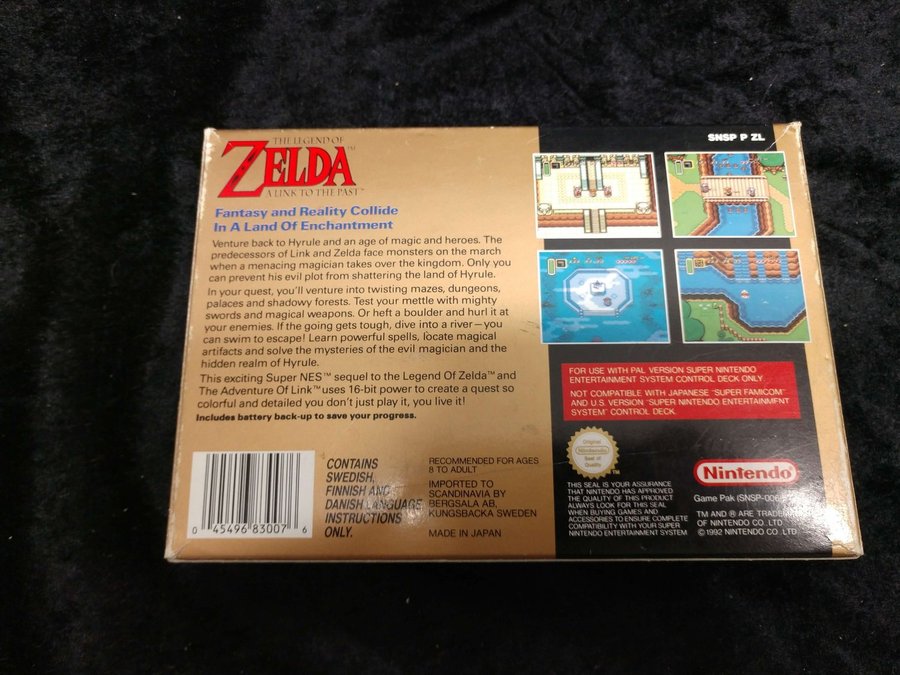 THE LEGEND OF
ZELDA™
A LINK TO THE PAST™
Fantasy and Reality Collide
In A Land Of Enchantment
Venture back to Hyrule and an age of magic and heroes. The
predecessors of Link and Zelda face monsters on the march
when a menacing magician takes over the kingdom. Only you
can prevent his evil plot from shattering the land of Hyrule.
In your quest, you'll venture into twisting mazes, dungeons,
palaces and shadowy forests. Test your mettle with mighty
swords and magical weapons. Or heft a boulder and hurl it at
your enemies. If the going gets tough, dive into a river—you
can swim to escape! Learn powerful spells, locate magical
artifacts and solve the mysteries of the evil magician and the
hidden realm of Hyrule.
This exciting Super NES™ sequel to the Legend Of Zelda™ and
The Adventure Of Link™ uses 16-bit power to create a quest so
colorful and detailed you don't just play it, you live it!
Includes battery back-up to save your progress.
0 45496 83007 6
CONTAINS
SWEDISH,
FINNISH AND
DANISH LANGUAGE
INSTRUCTIONS
ONLY.
RECOMMENDED FOR AGES
8 TO ADULT
IMPORTED TO
SCANDINAVIA BY
BERGSALA AB,
KUNGSBACKA SWEDEN
MADE IN JAPAN
SNSP P ZL
FOR USE WITH PAL VERSION SUPER NINTENDO
ENTERTAINMENT SYSTEM CONTROL DECK ONLY
NOT COMPATIBLE WITH JAPANESE "SUPER FAMICOM"
AND U.S. VERSION "SUPER NINTENDO ENTERTAINMENT
SYSTEM" CONTROL DECK
Original
Nintendo
Seal of
Quality
TM
THIS SEAL IS YOUR ASSURANCE
THAT NINTENDO HAS APPROVED
THE QUALITY OF THIS PRODUCT
ALWAYS LOOK FOR THIS SEAL
WHEN BUYING GAMES AND
ACCESSORIES TO ENSURE COMPLETE
COMPATIBILITY WITH YOUR SUPER
NINTENDO ENTERTAINMENT SYSTEM
Nintendo®
Game Pak
TM AND ® ARE
OF NINTENDO CO. LTD.
©1992 NINTENDO CO. LTD.